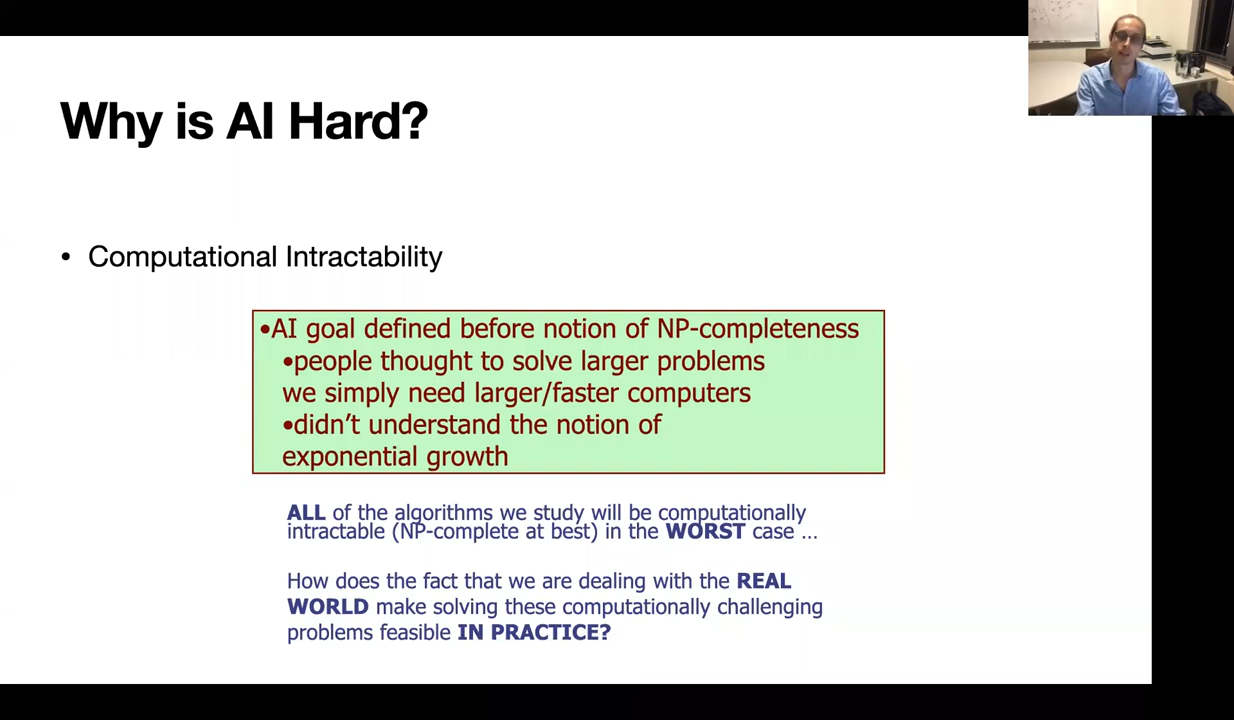 Why is AI Hard?
• Computational Intractability
•AI goal defined before notion of NP-completeness
•people thought to solve larger problems
we simply need larger/faster computers
•didn’t understand the notion of
exponential growth
ALL of the algorithms we study will be computationally
intractable (NP-complete at best) in the WORST case ...
How does the fact that we are dealing with the REAL
WORLD make solving these computationally challenging
problems feasible IN PRACTICE?